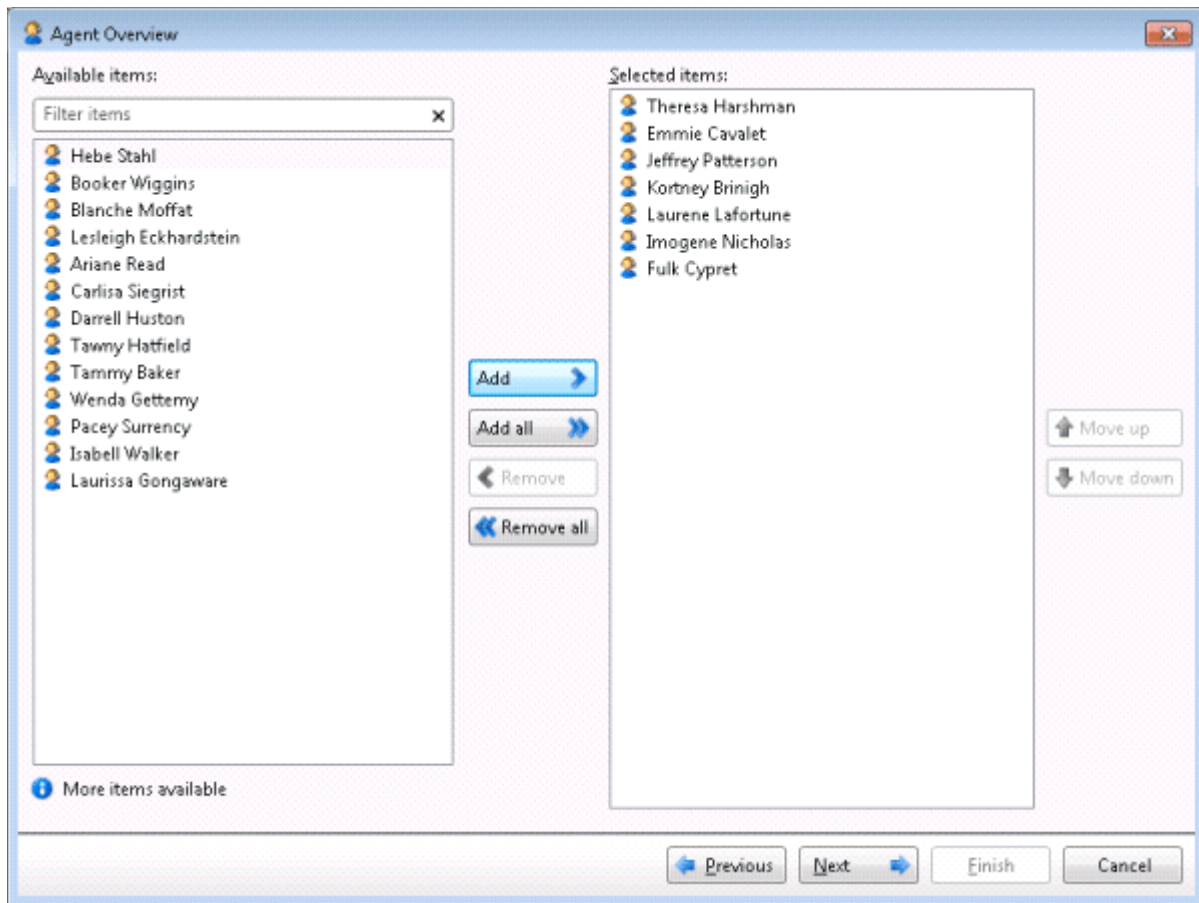 Agent Overview
Available items:
Filter items
Hebe Stahl
Booker Wiggins
Blanche Moffat
Lesleigh Eckhardstein
Ariane Read
Carlisa Siegrist
Darrell Huston
Tawny Hatfield
Tammy Baker
Wenda Gettemy
Pacey Surrency
Isabell Walker
Laurissa Gongaware
More items available
Add
Add all
Remove
Remove all
Selected items:
Theresa Harshman
Emmie Cavalet
Jeffrey Patterson
Kortney Brinigh
Laurene Lafortune
Imogene Nicholas
Fulk Cypret
Move up
Move down
Previous
Next
Finish
Cancel